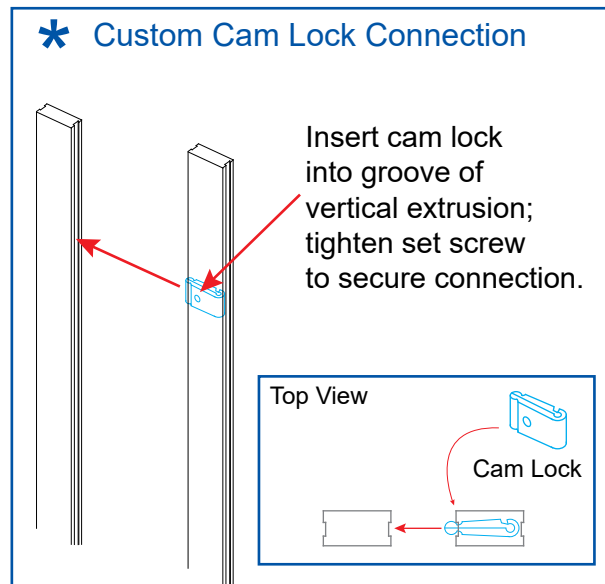 * Custom Cam Lock Connection
Insert cam lock
into groove of
vertical extrusion;
tighten set screw
to secure connection.
Top View
Cam Lock